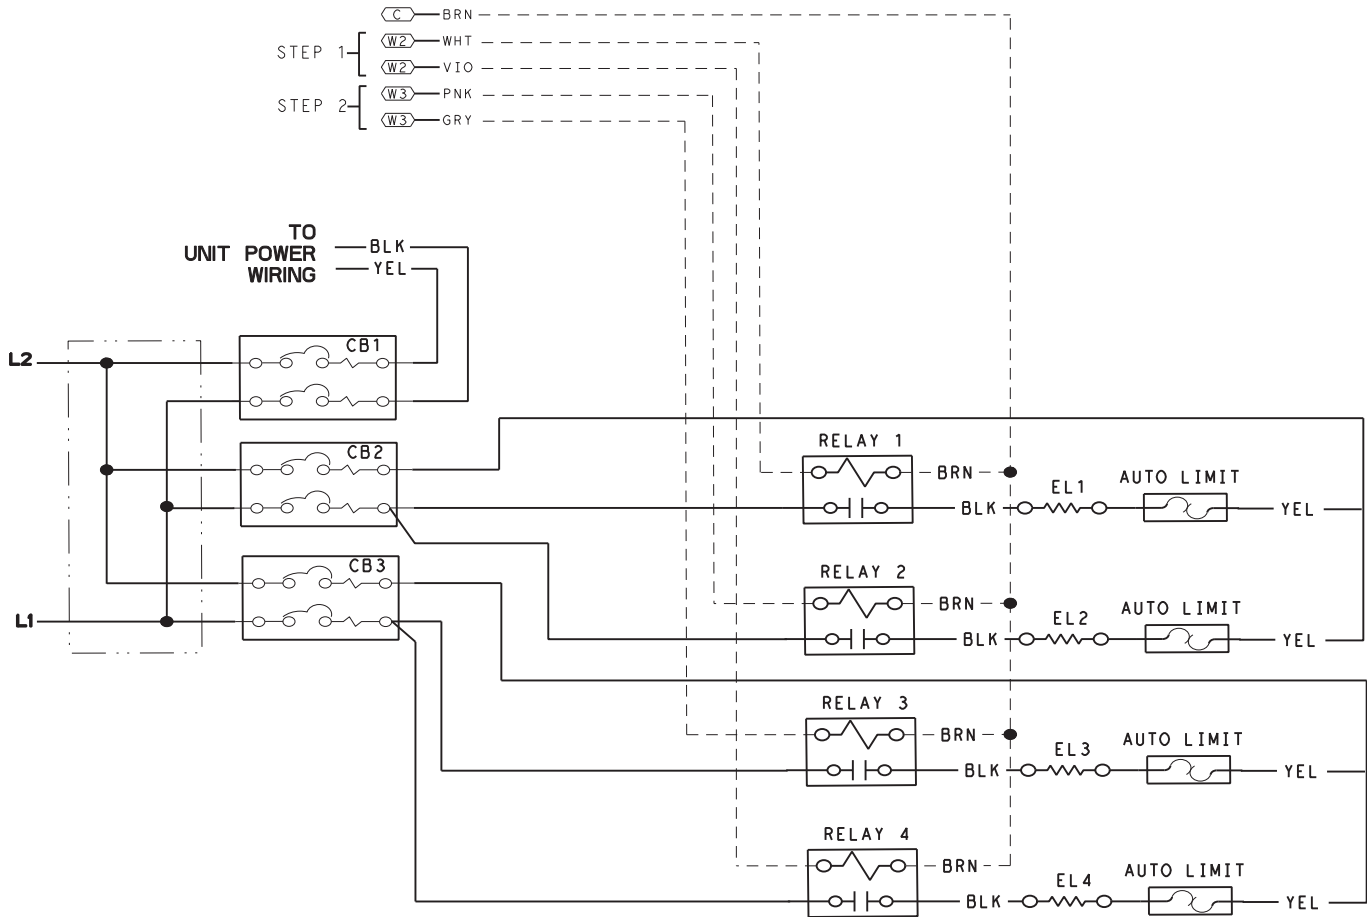 C BRN
STEP 1 W2 WHT
W2 VIO
STEP 2 W3 PNK
W3 GRY
TO
UNIT POWER
WIRING
BLK
YEL
L2
CB1
CB2
RELAY 1
BRN
BLK
EL1
AUTO LIMIT
YEL
CB3
RELAY 2
BRN
BLK
EL2
AUTO LIMIT
YEL
L1
RELAY 3
BRN
BLK
EL3
AUTO LIMIT
YEL
RELAY 4
BRN
BLK
EL4
AUTO LIMIT
YEL